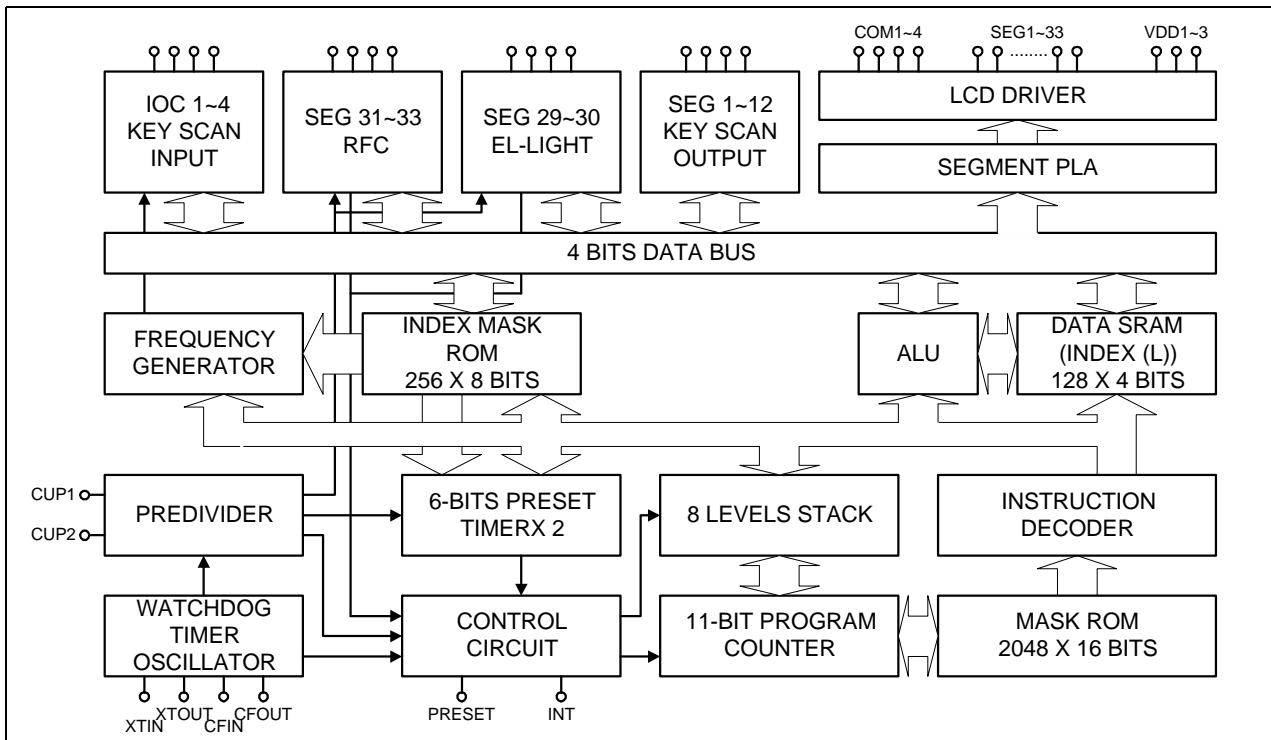 COM1~4 SEG1~33 VDD1~3
........
IOC 1~4
KEY SCAN
INPUT
SEG 31~33
RFC
SEG 29~30
EL-LIGHT
SEG 1~12
KEY SCAN
OUTPUT
LCD DRIVER
SEGMENT PLA
4 BITS DATA BUS
FREQUENCY
GENERATOR
INDEX MASK
ROM
256 X 8 BITS
ALU
DATA SRAM
(INDEX (L))
128 X 4 BITS
CUP1
CUP2
PREDIVIDER
6-BITS PRESET
TIMERX 2
8 LEVELS STACK
INSTRUCTION
DECODER
WATCHDOG
TIMER
OSCILLATOR
CONTROL
CIRCUIT
11-BIT PROGRAM
COUNTER
MASK ROM
2048 X 16 BITS
XTIN XTOUT CFIN CFOUT
PRESET INT